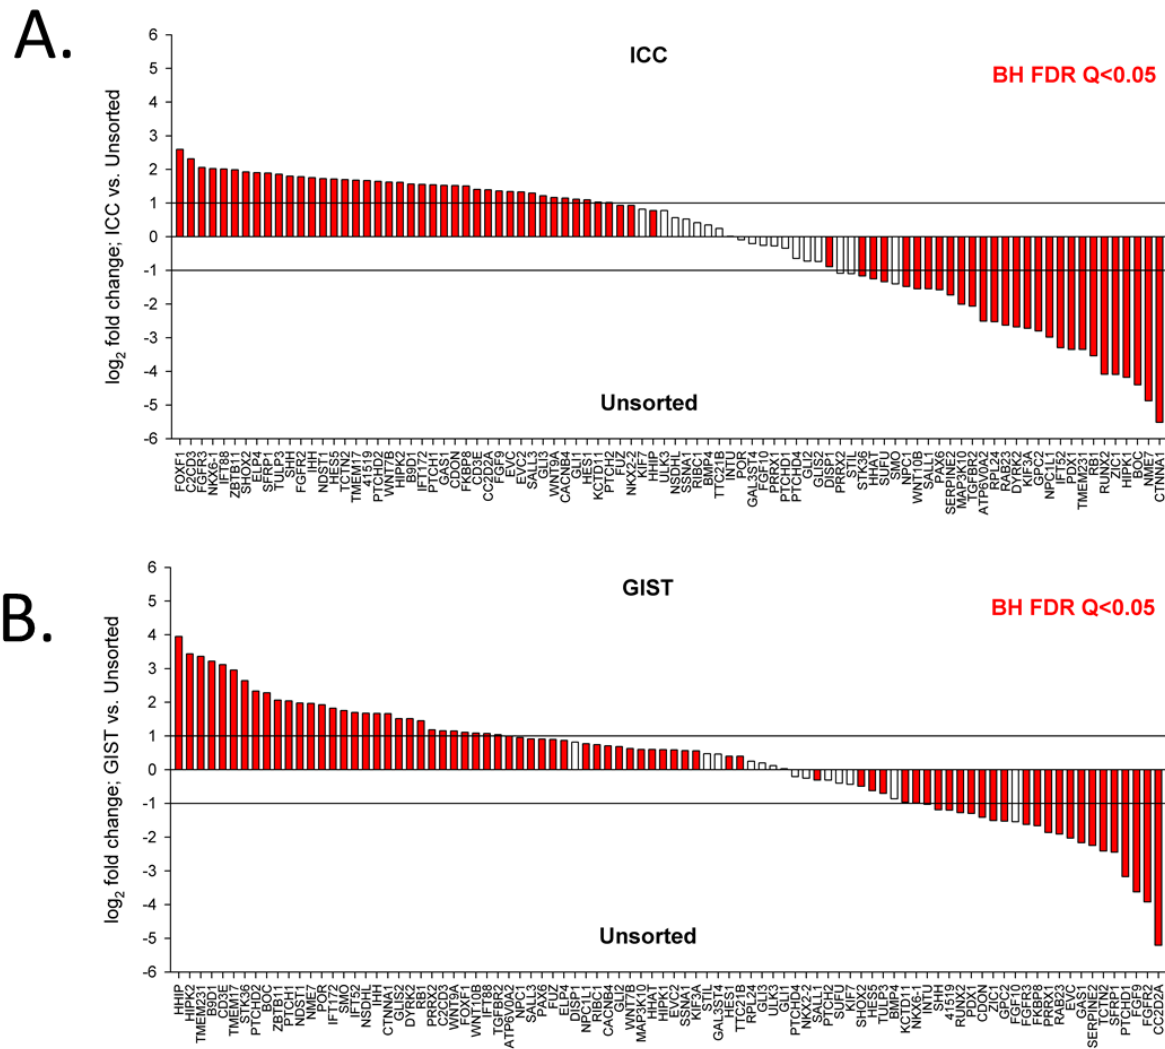 A.
ICC
BH FDR Q<0.05
log2 fold change; ICC vs. Unsorted
6
5
4
3
2
1
0
-1
-2
-3
-4
-5
-6
Unsorted
FOXF1
C2CD3
FGFR3
NKX6-1
IFT88
ZBTB11
SHOX2
ELP4
SFRP1
TULP3
SHH
FGFR2
IHH
NDST1
HES5
TCTN2
TMEM17
41519
PTCHD2
WNT7B
HIPK2
B9D1
IFT172
PTCH1
GAS1
CDON
FKBP8
CD3E
CC2D2A
FGF9
EVC
EVC2
SALL3
GLI3
WNT9A
CACNB4
GLI1
HES1
KCTD11
PTCH2
FUZ
NKX2-
KIF7
HHIP
ULK3
NSDHL
SSNA1
RIBC1
BMP4
TTC21B
INTU
POR
GAL3ST4
FGF10
PRRX1
PTCHD1
PTCHD4
GLI2
GLIS2
DISP1
PRRX2
STIL
STK36
HHAT
SUFU
SMO
NPC1
WNT10B
SALL1
PAX6
SERPINE
MAP3K10
TGFBR2
ATP6V0A2
RPL24
RAB23
DYRK2
KIF3A
GPC2
NPC1L
IFT52
PDX1
TMEM231
RB1
RUNX2
ZIC1
HIPK1
BOC
NME7
CTNNA1
B.
GIST
BH FDR Q<0.05
log2 fold change; GIST vs. Unsorted
6
5
4
3
2
1
0
-1
-2
-3
-4
-5
-6
Unsorted
HHIP
HIPK2
TMEM231
B9D1
CD3E
TMEM17
STK36
PTCHD2
BOC
ZBTB11
PTCH1
NDST1
NME7
POR
IFT172
SMO
IFT52
NSDHL
IHH
CTNNA1
GLIS2
DYRK2
RB1
PRRX2
C2CD3
WNT9A
FOXF1
WNT10B
IFT88
TGFBR2
ATP6V0A2
NPC1
SALL3
PAX6
FUZ
ELP4
DISP1
NPC1L1
RIBC1
CACNB4
GLI2
WNT7B
MAP3K10
HHAT
HIPK1
EVC2
SSNA1
KIF3A
STIL
GAL3ST4
HES1
TTC21B
RPL24
GLI3
ULK3
GLI1
PTCHD4
NKX2-2
SALL1
PTCH2
SUFU
KIF7
SHOX2
HES5
TULP3
BMP4
KCTD11
NKX6-1
INTU
SHH
41519
RUNX2
PDX1
CDON
ZIC1
GPC2
FGF10
FGFR3
FKBP8
PRRX1
RAB23
EVC
GAS1
SERPINE2
TCTN2
SFRP1
PTCHD1
FGF9
FGFR2
CC2D2A